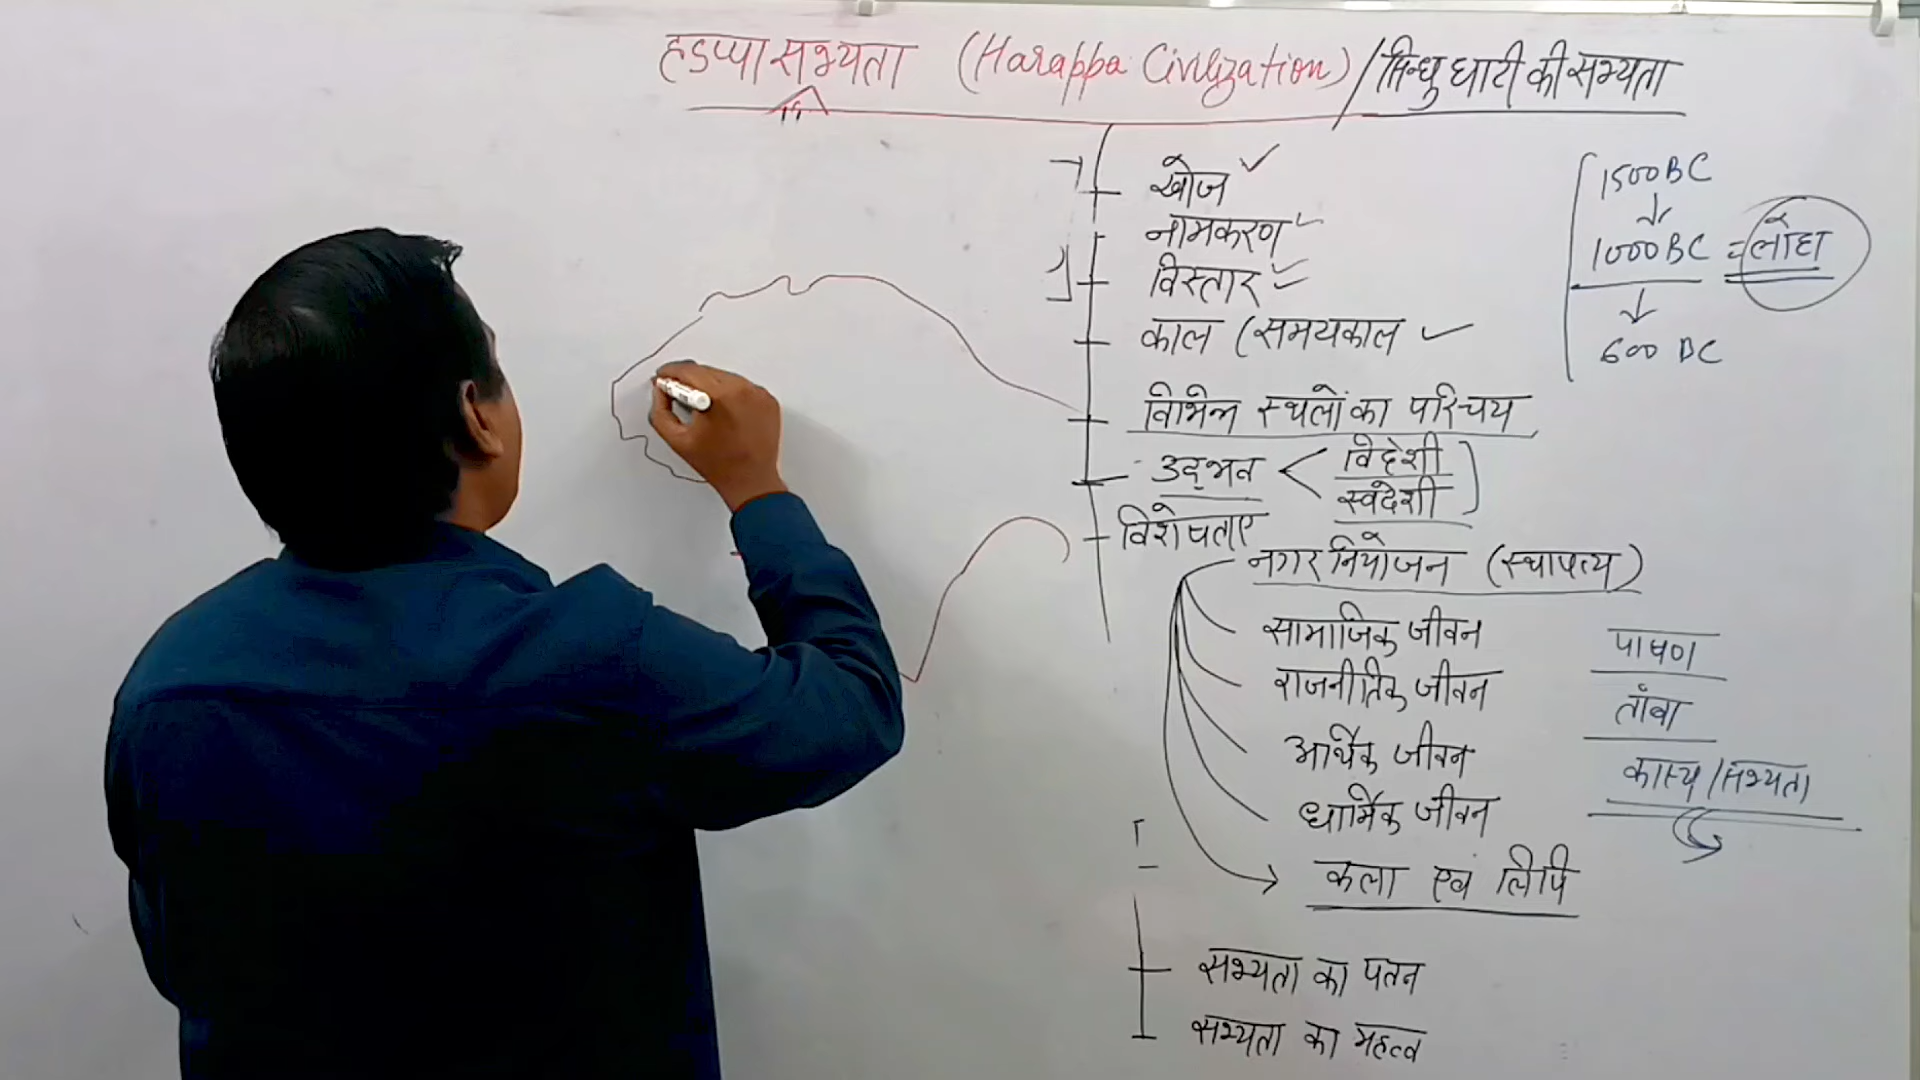 हडप्पा सभ्यता (Harappa Civilization) / सिन्धु घाटी की सभ्यता
खोज
नामकरण
विस्तार
काल (समयकाल
विभिन्न स्थलों का परिचय
उद्भव < विदेशी
स्वदेशी
विशेषताए
नगर नियोजन (स्थापत्य)
सामाजिक जीवन
राजनीतिक जीवन
आर्थिक जीवन
धार्मिक जीवन
कला एवं लिपि
सभ्यता का पतन
सभ्यता का महत्व
1500 BC
1000 BC = लोहा
600 BC
पाषण
ताँबा
कास्य / सभ्यता